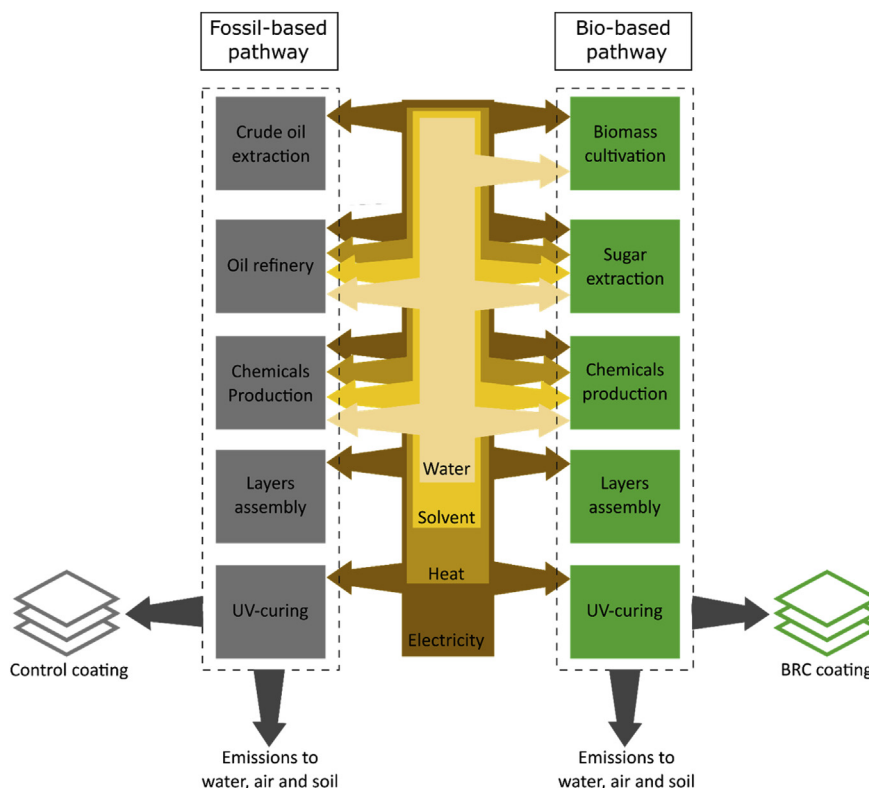 Fossil-based
pathway
Bio-based
pathway
Crude oil
extraction
Biomass
cultivation
Oil refinery
Sugar
extraction
Chemicals
Production
Chemicals
production
Water
Layers
assembly
Layers
assembly
Solvent
Heat
UV-curing
UV-curing
Electricity
Control coating
BRC coating
Emissions to
water, air and soil
Emissions to
water, air and soil